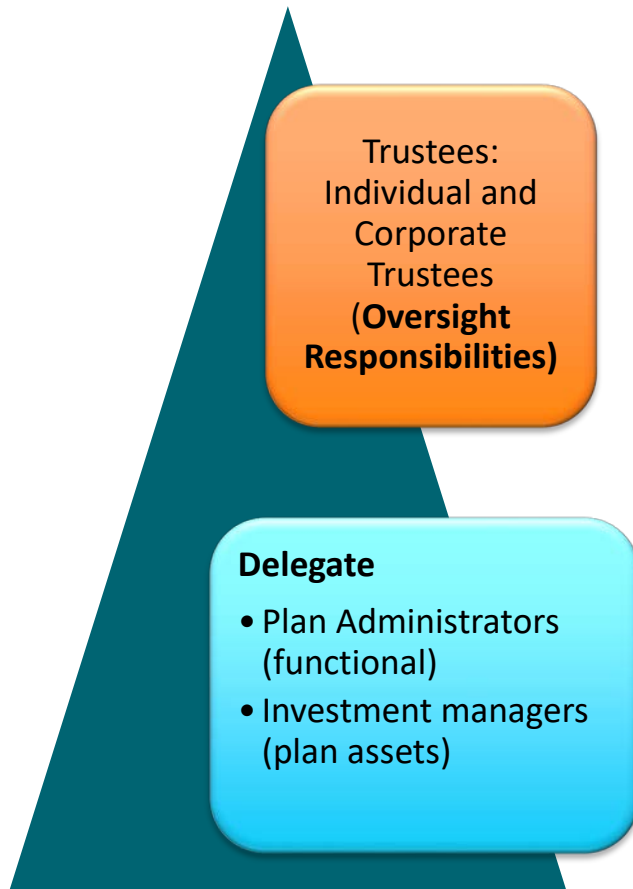 Trustees:
Individual and
Corporate
Trustees
(Oversight
Responsibilities)
Delegate
• Plan Administrators
(functional)
• Investment managers
(plan assets)